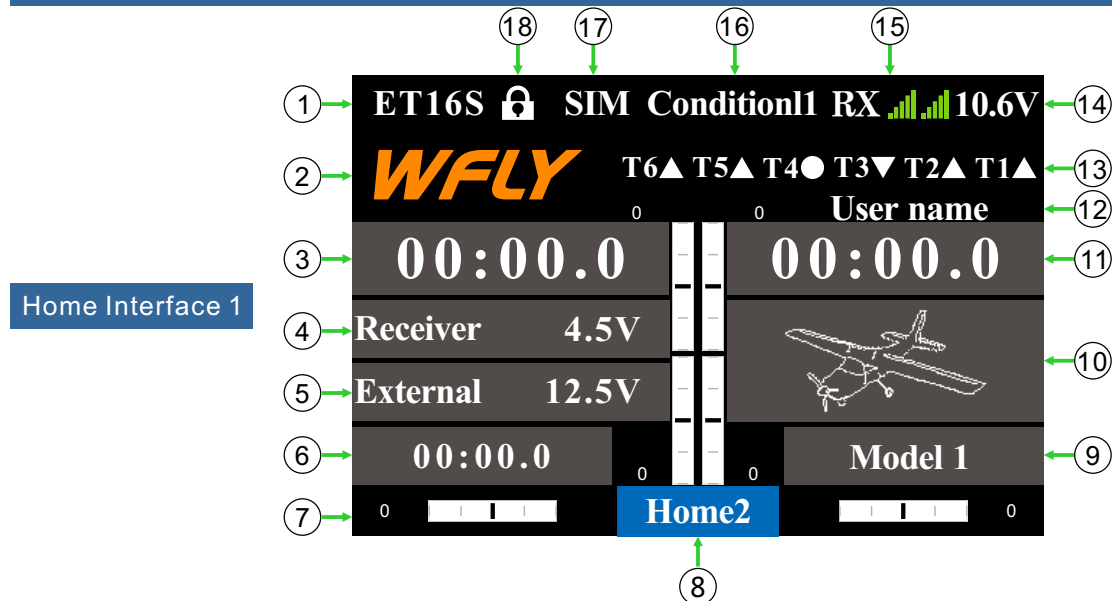 18 17 16 15
1 ET16S SIM Conditionl1 RX 10.6V 14
2 WFLY T6▲ T5▲ T4● T3▼ T2▲ T1▲ 13
0 0 User name 12
3 00:00.0 00:00.0 11
Home Interface 1
4 Receiver 4.5V
10
5 External 12.5V
6 00:00.0 0 0 Model 1 9
7 0 Home2 0
8